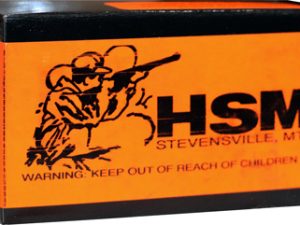 HSM
STEVENSVILLE, MT
WARNING: KEEP OUT OF REACH OF CHILDREN